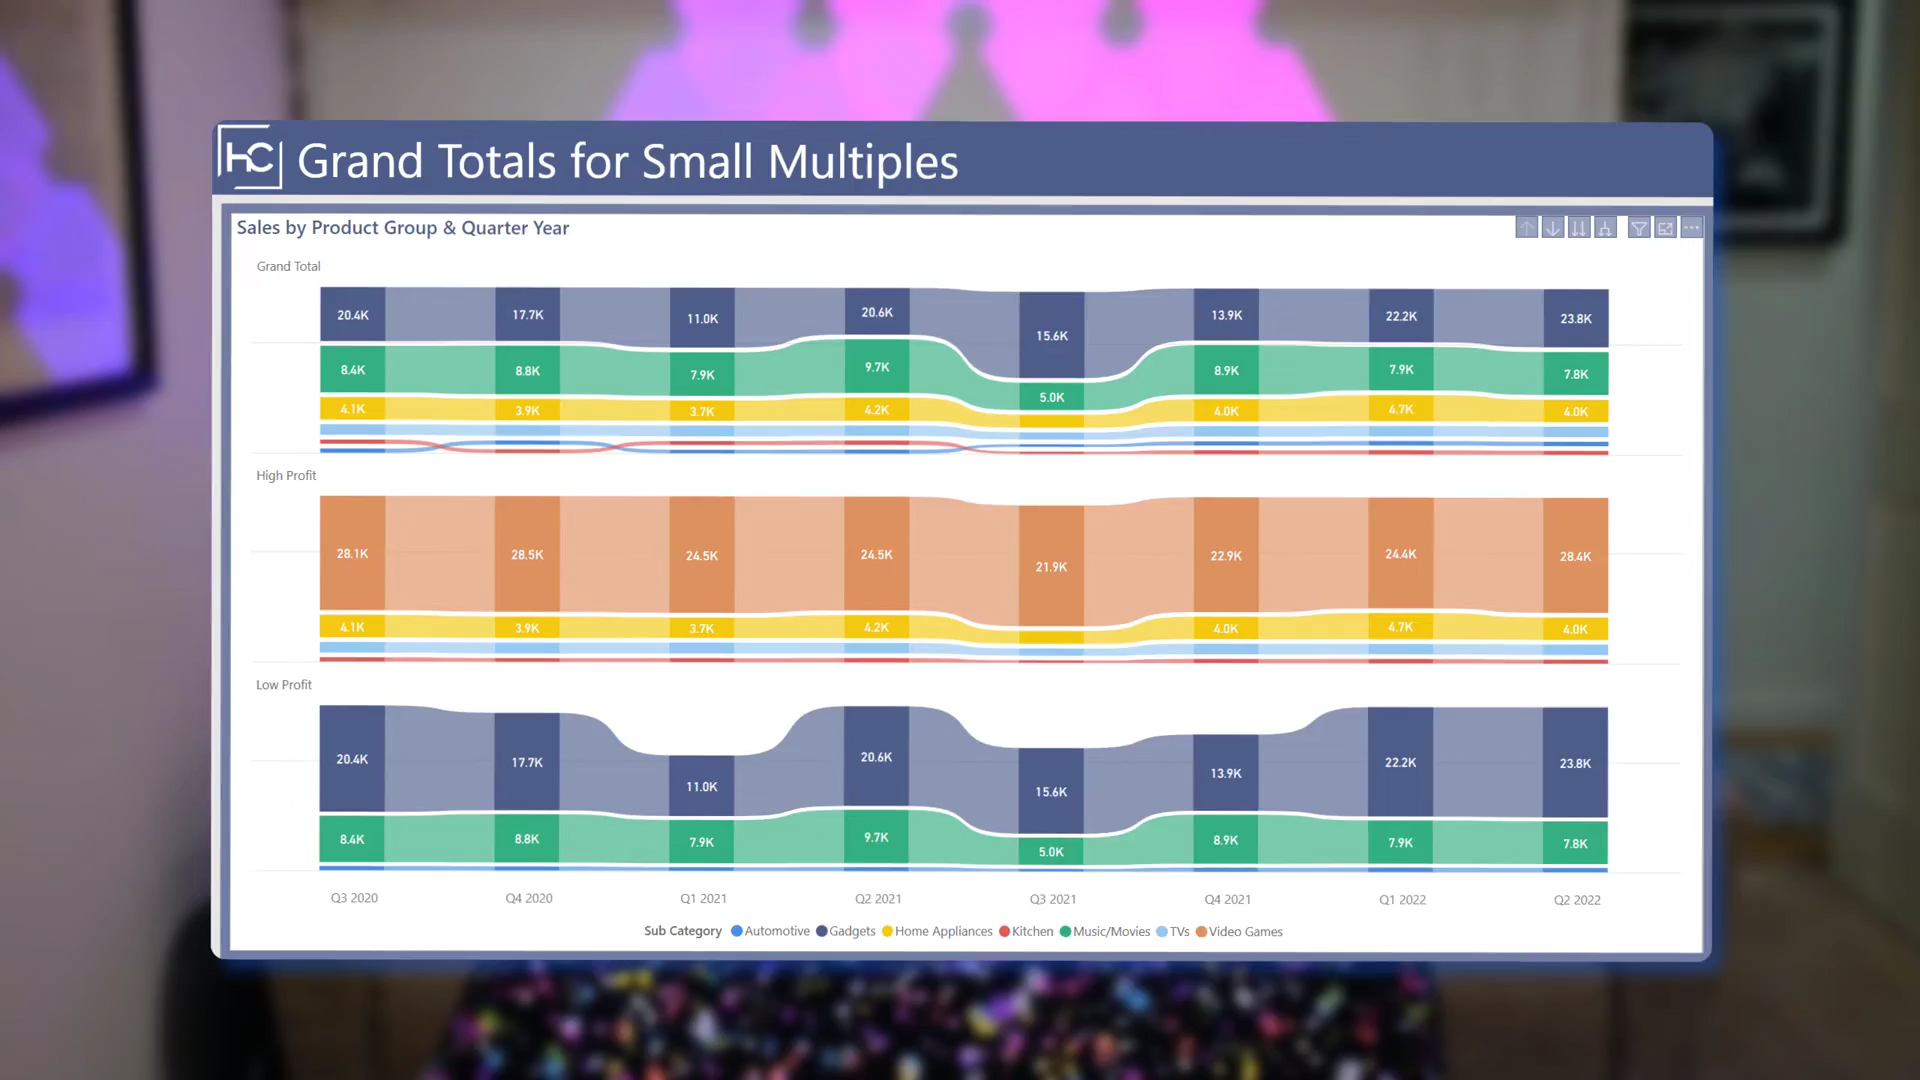 HC Grand Totals for Small Multiples
Sales by Product Group & Quarter Year
Grand Total
20.4K 17.7K 11.0K 20.6K 15.6K 13.9K 22.2K 23.8K
8.4K 8.8K 7.9K 9.7K 5.0K 8.9K 7.9K 7.8K
4.1K 3.9K 3.7K 4.2K 4.0K 4.7K 4.0K
High Profit
28.1K 28.5K 24.5K 24.5K 21.9K 22.9K 24.4K 28.4K
4.1K 3.9K 3.7K 4.2K 4.0K 4.7K 4.0K
Low Profit
20.4K 17.7K 11.0K 20.6K 15.6K 13.9K 22.2K 23.8K
8.4K 8.8K 7.9K 9.7K 5.0K 8.9K 7.9K 7.8K
Q3 2020 Q4 2020 Q1 2021 Q2 2021 Q3 2021 Q4 2021 Q1 2022 Q2 2022
Sub Category Automotive Gadgets Home Appliances Kitchen Music/Movies TVs Video Games